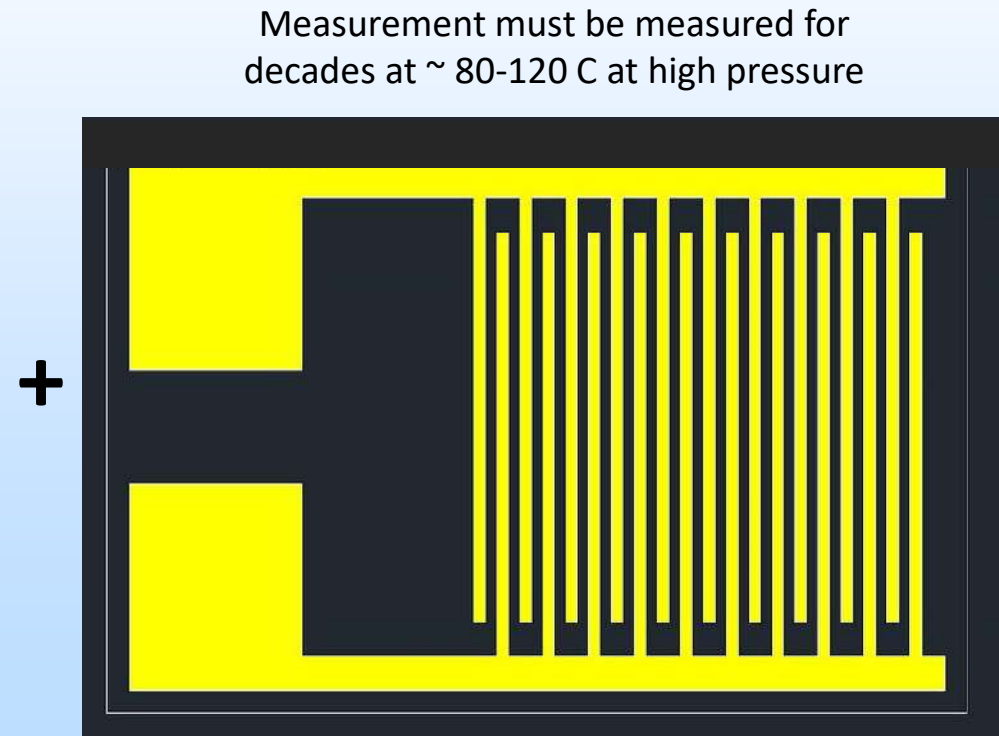 Measurement must be measured for
decades at ~ 80-120 C at high pressure
+